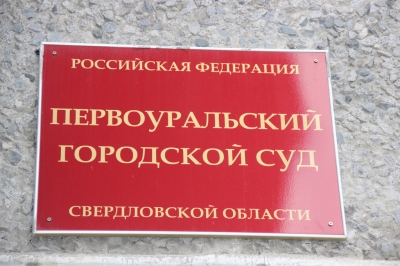 РОССИЙСКАЯ ФЕДЕРАЦИЯ
ПЕРВОУРАЛЬСКИЙ
ГОРОДСКОЙ СУД
СВЕРДЛОВСКОЙ ОБЛАСТИ